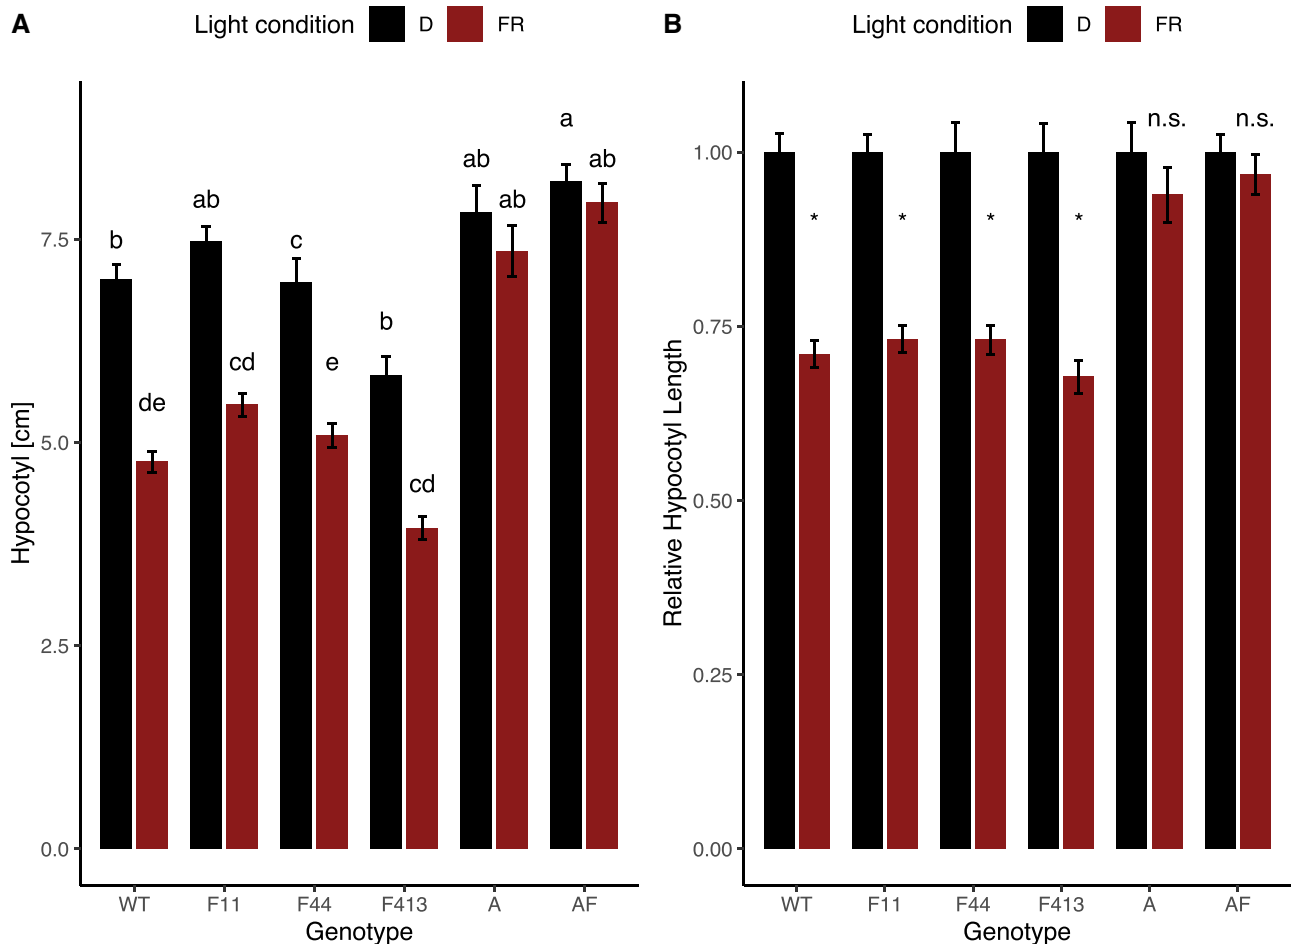 A
Light condition D FR
a
ab
ab
ab
ab
b
c
b
cd
e
de
cd
7.5
5.0
2.5
0.0
Hypocotyl [cm]
WT F11 F44 F413 A AF
Genotype
B
Light condition D FR
n.s. n.s.
* * * *
1.00
0.75
0.50
0.25
0.00
Relative Hypocotyl Length
WT F11 F44 F413 A AF
Genotype